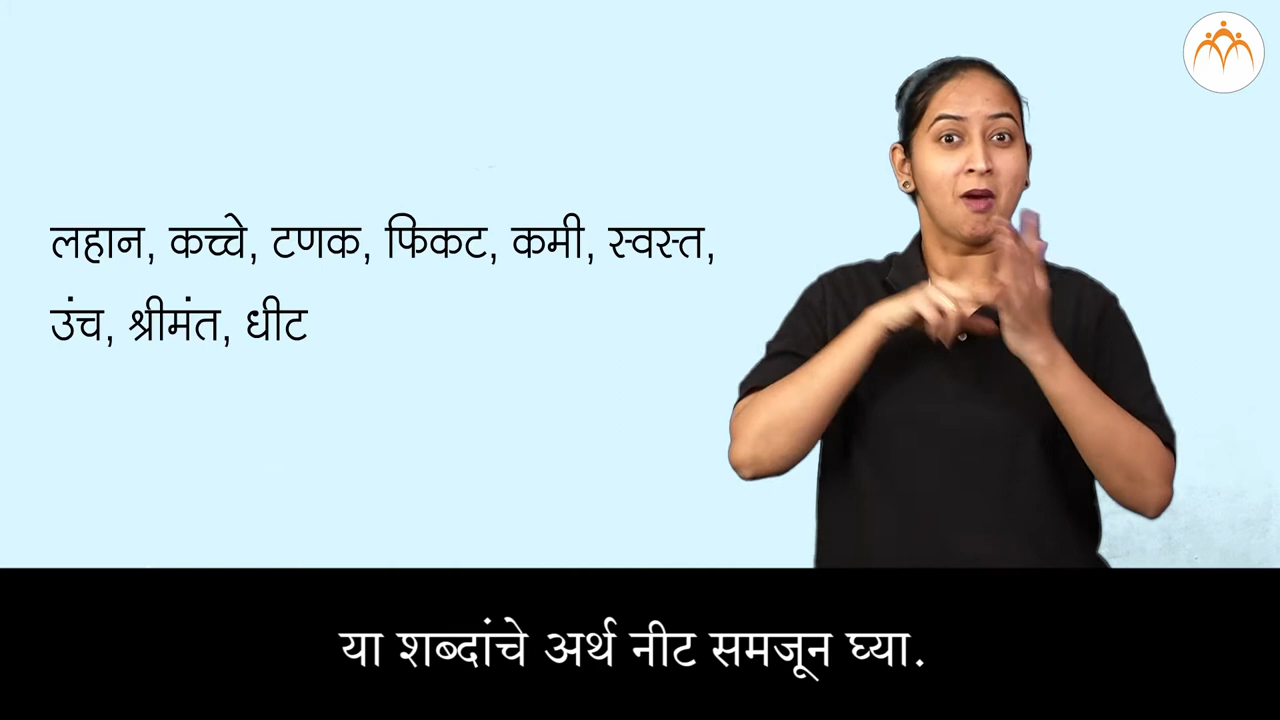 लहान, कच्चे, टणक, फिकट, कमी, स्वस्त,
उंच, श्रीमंत, धीट
या शब्दांचे अर्थ नीट समजून घ्या.